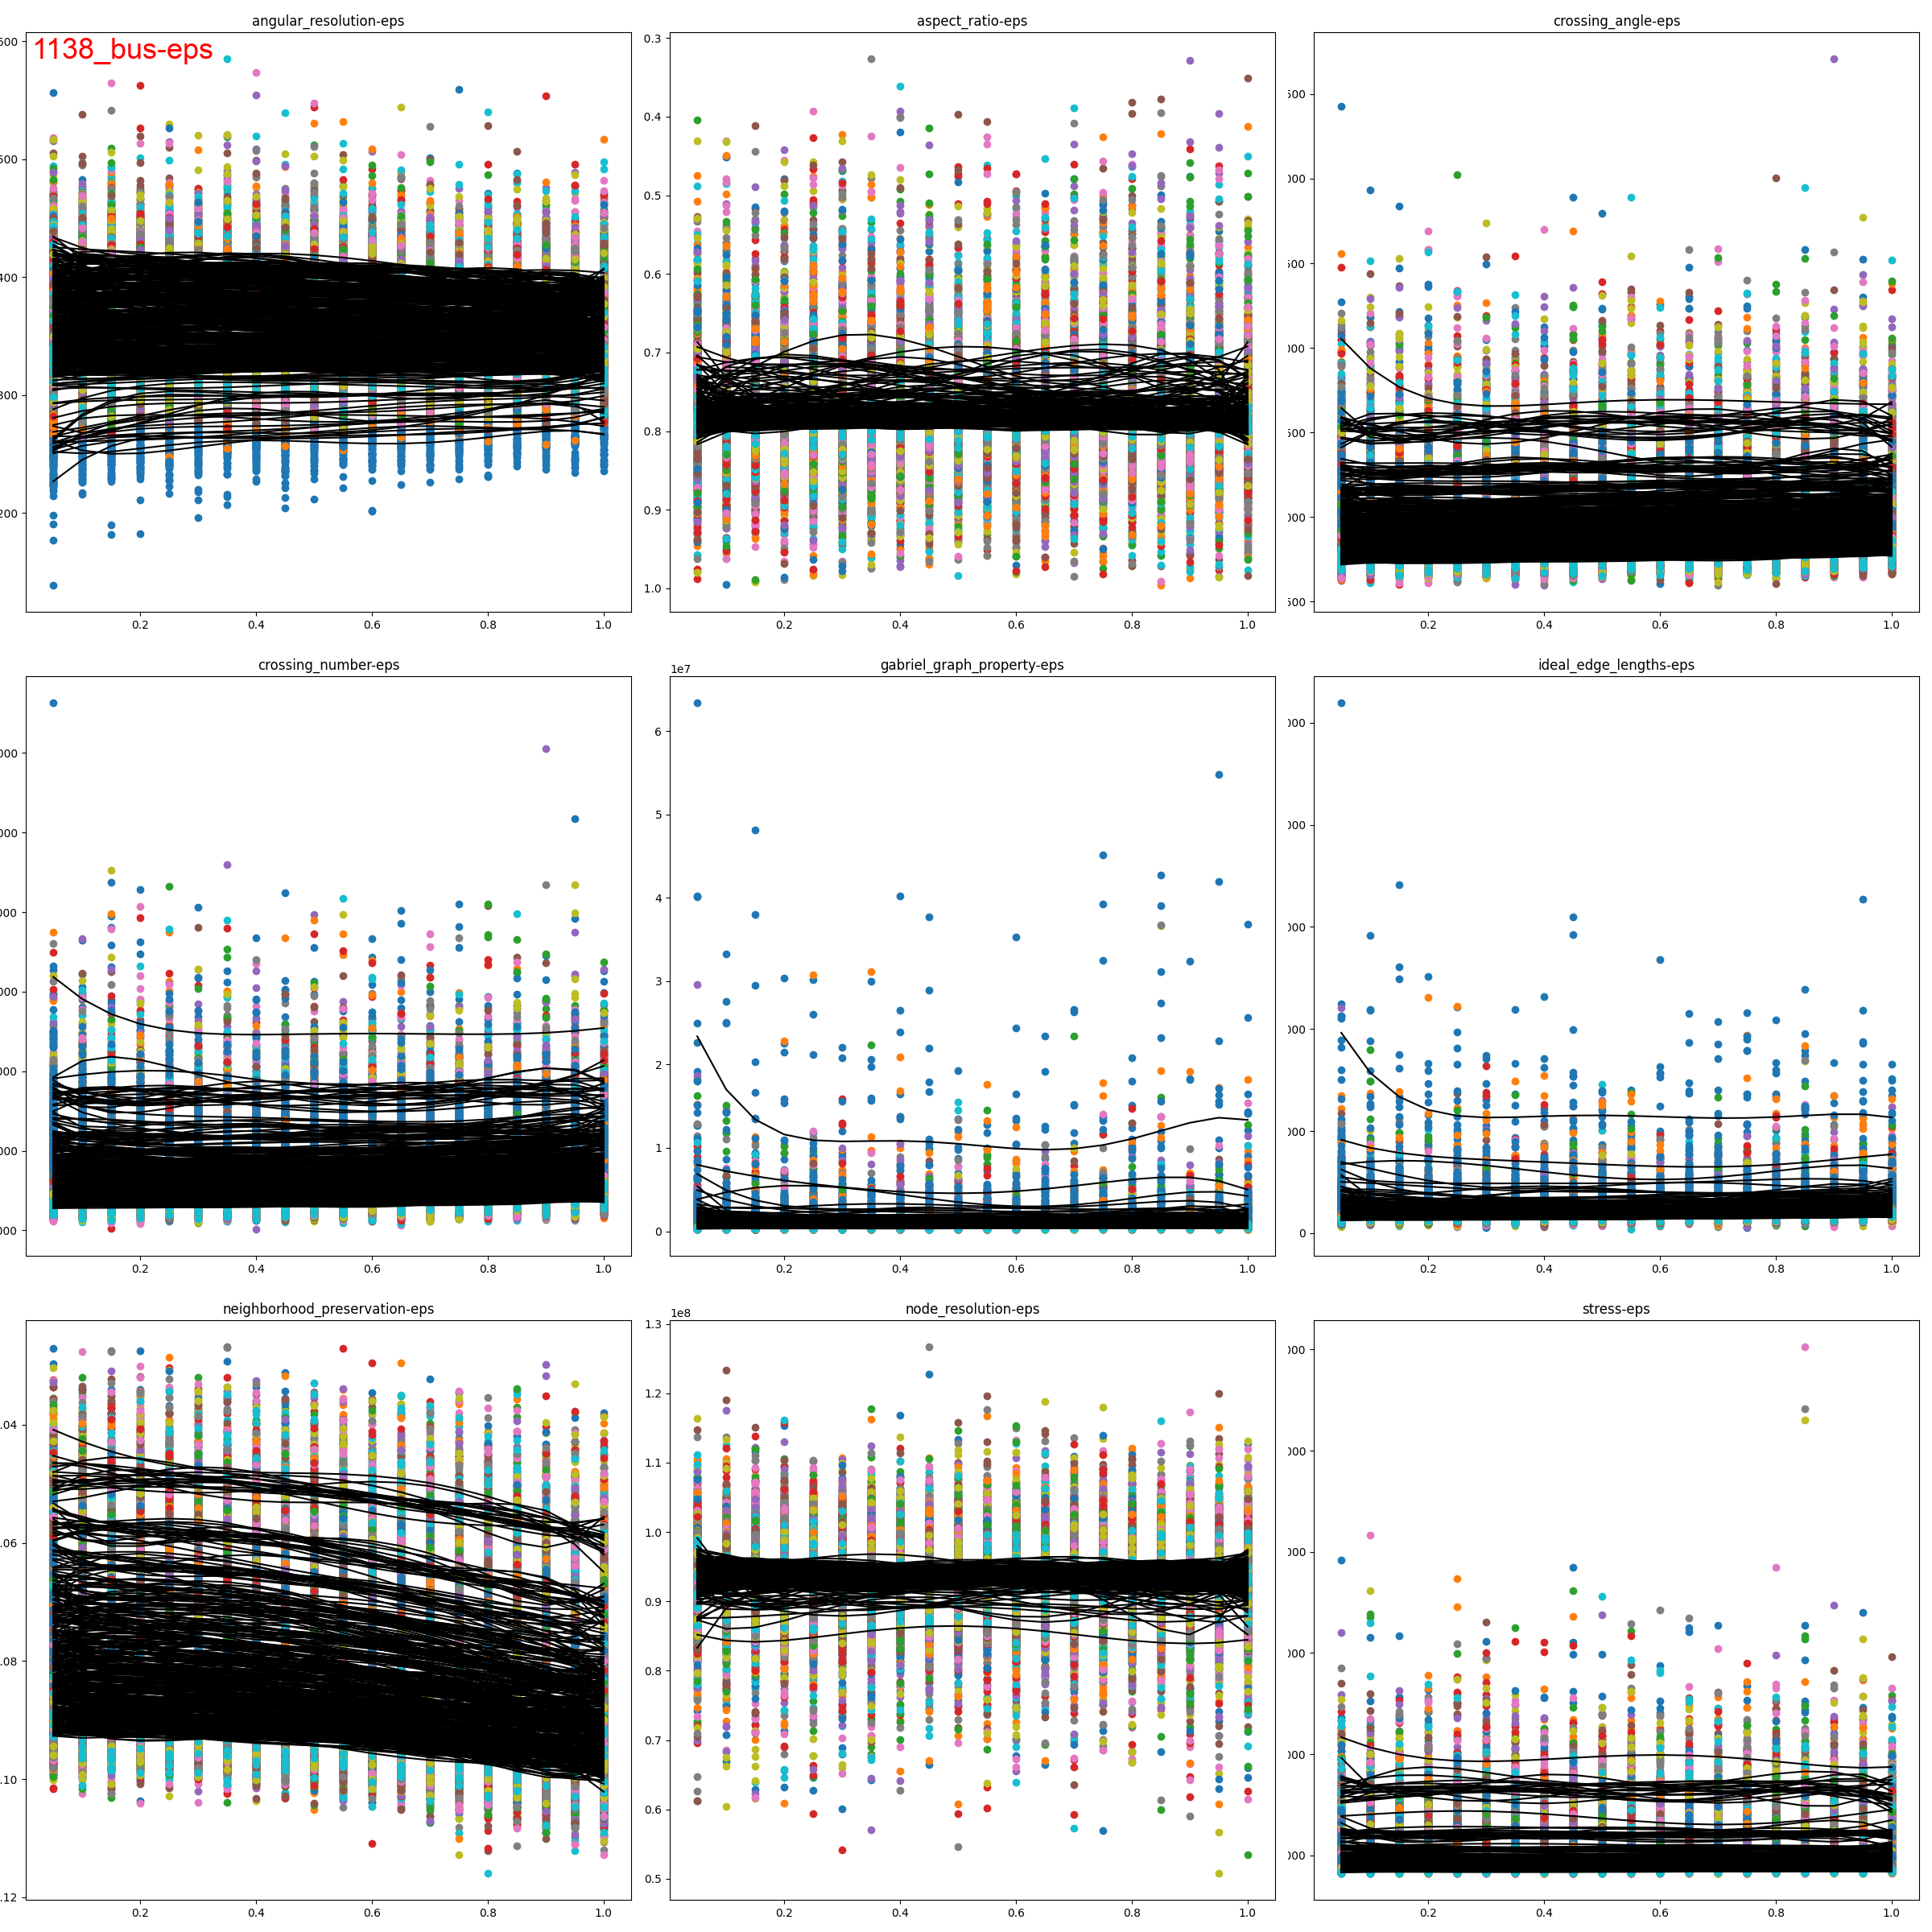 angular_resolution-eps
aspect_ratio-eps
crossing_angle-eps
1138_bus-eps
0.3
0.4
0.5
0.6
0.7
0.8
0.9
1.0
0.2 0.4 0.6 0.8 1.0
0.2 0.4 0.6 0.8 1.0
0.2 0.4 0.6 0.8 1.0
crossing_number-eps
gabriel_graph_property-eps
ideal_edge_lengths-eps
1e7
6
5
4
3
2
1
0
0
0.2 0.4 0.6 0.8 1.0
0.2 0.4 0.6 0.8 1.0
0.2 0.4 0.6 0.8 1.0
neighborhood_preservation-eps
node_resolution-eps
stress-eps
1e8
1.3
1.2
1.1
1.0
0.9
0.8
0.7
0.6
0.5
0.2 0.4 0.6 0.8 1.0
0.2 0.4 0.6 0.8 1.0
0.2 0.4 0.6 0.8 1.0